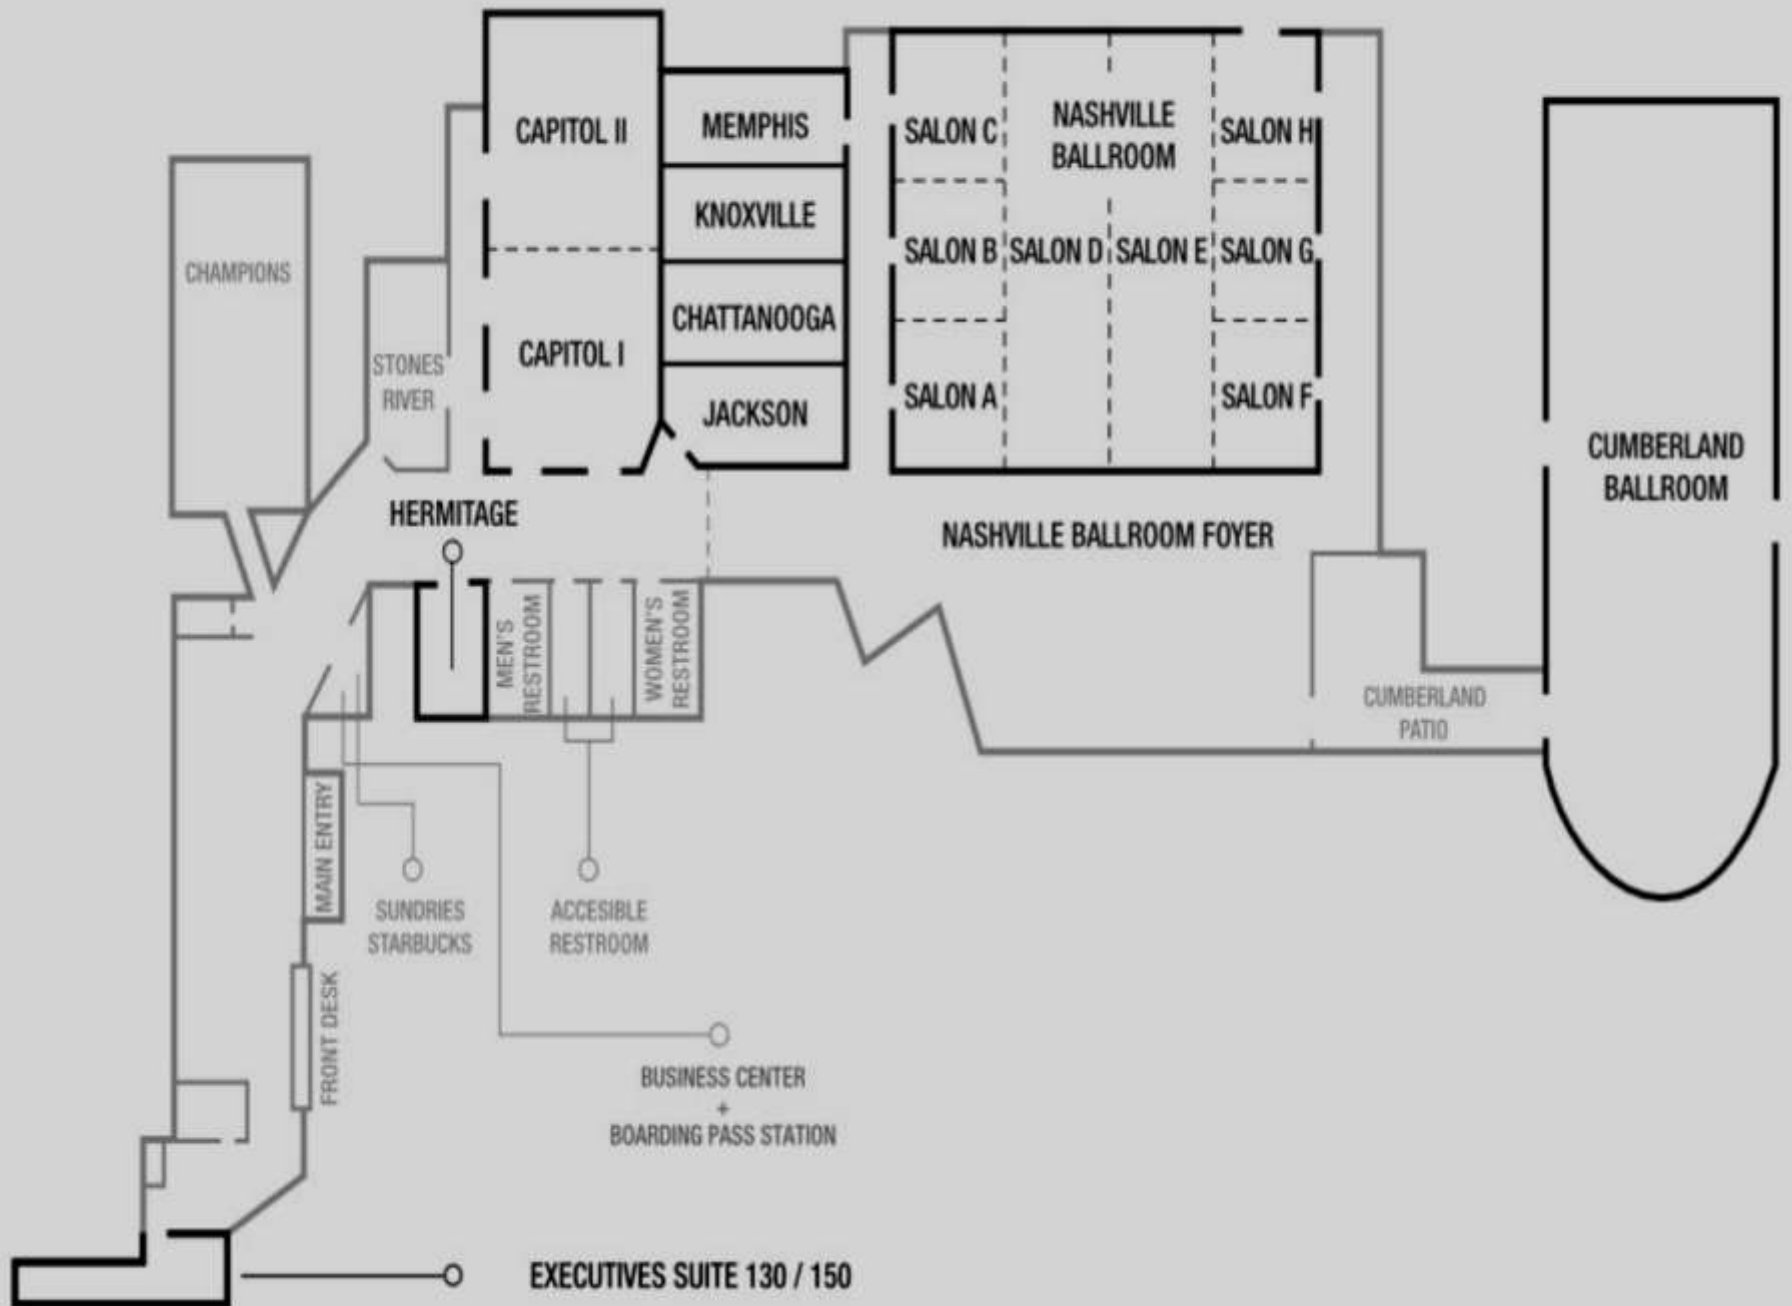 CAPITOL II
MEMPHIS
SALON C
NASHVILLE
BALLROOM
SALON H
KNOXVILLE
CHAMPIONS
SALON B
SALON D
SALON E
SALON G
CHATTANOOGA
STONES
RIVER
CAPITOL I
JACKSON
SALON A
SALON F
CUMBERLAND
BALLROOM
HERMITAGE
NASHVILLE BALLROOM FOYER
MEN'S
RESTROOM
WOMEN'S
RESTROOM
CUMBERLAND
PATIO
MAIN ENTRY
SUNDRIES
STARBUCKS
ACCESIBLE
RESTROOM
FRONT DESK
BUSINESS CENTER
+
BOARDING PASS STATION
EXECUTIVES SUITE 130 / 150